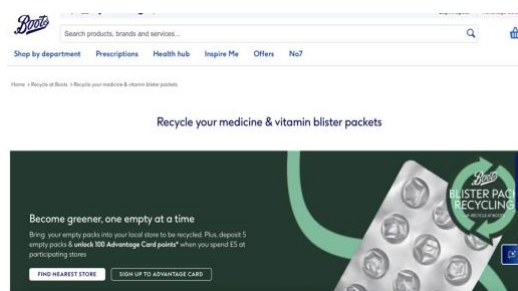 Boots
Search products, brands and services...
Shop by department Prescriptions Health hub Inspire Me Offers No7
Home > Recycle at Boots > Recycle your medicine & vitamin blister packets
Recycle your medicine & vitamin blister packets
Boots
BLISTER PACK
RECYCLING
Become greener, one empty at a time
Bring your empty packs into your local store to be recycled. Plus, deposit 5
empty packs & unlock 100 Advantage Card points* when you spend £5 at
participating stores
FIND NEAREST STORE SIGN UP TO ADVANTAGE CARD